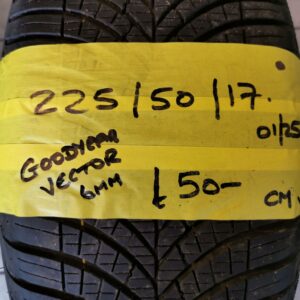 225/50/17.
01/25
GOODYEAR
VECTOR
6MM
£50-
CM